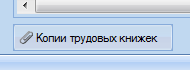 Копии трудовых книжек